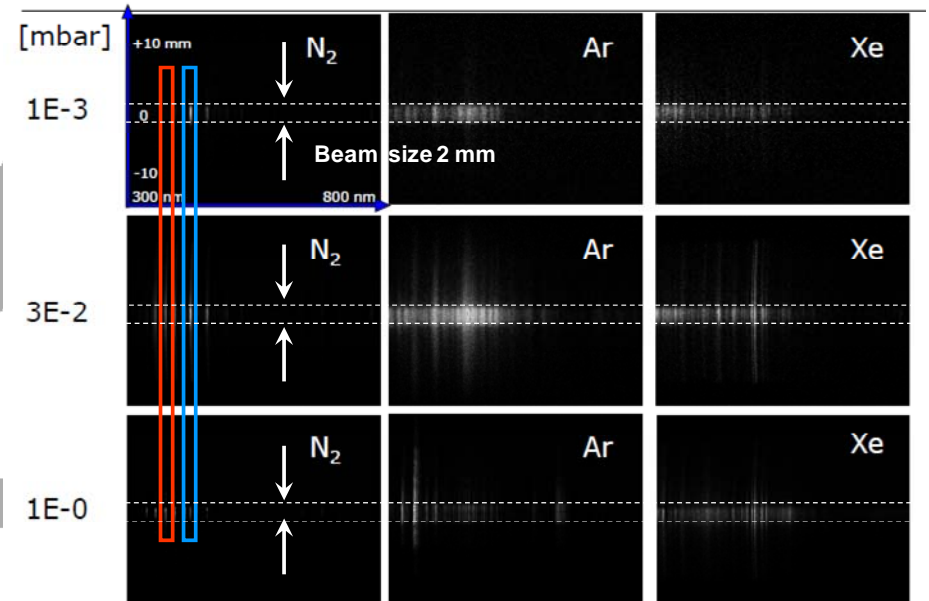 [mbar]
+10 mm
N₂
Ar
Xe
1E-3
0
Beam size 2 mm
-10
300 nm
800 nm
N₂
Ar
Xe
3E-2
N₂
Ar
Xe
1E-0